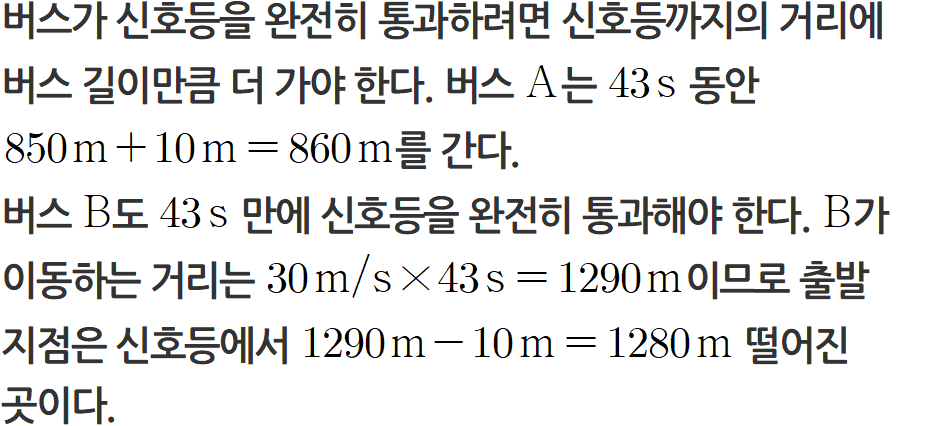 버스가 신호등을 완전히 통과하려면 신호등까지의 거리에
버스 길이만큼 더 가야 한다. 버스 A는 43 s 동안
850 m + 10 m = 860 m를 간다.
버스 B도 43 s 만에 신호등을 완전히 통과해야 한다. B가
이동하는 거리는 30 m/s × 43 s = 1290 m이므로 출발
지점은 신호등에서 1290 m - 10 m = 1280 m 떨어진
곳이다.